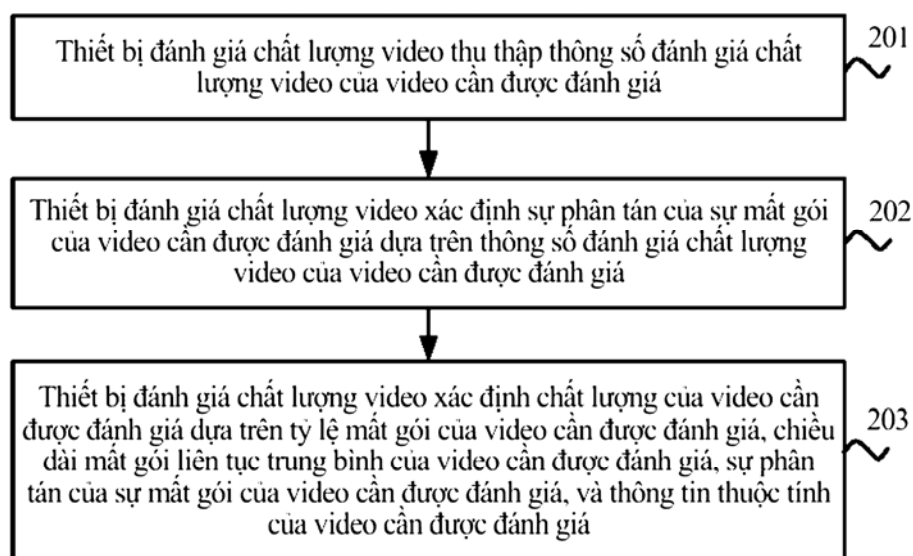 Thiết bị đánh giá chất lượng video thu thập thông số đánh giá chất
lượng video của video cần được đánh giá
201
Thiết bị đánh giá chất lượng video xác định sự phân tán của sự mất gói
của video cần được đánh giá dựa trên thông số đánh giá chất lượng
video của video cần được đánh giá
202
Thiết bị đánh giá chất lượng video xác định chất lượng của video cần
được đánh giá dựa trên tỷ lệ mất gói của video cần được đánh giá, chiều
dài mất gói liên tục trung bình của video cần được đánh giá, sự phân
tán của sự mất gói của video cần được đánh giá, và thông tin thuộc tính
của video cần được đánh giá
203